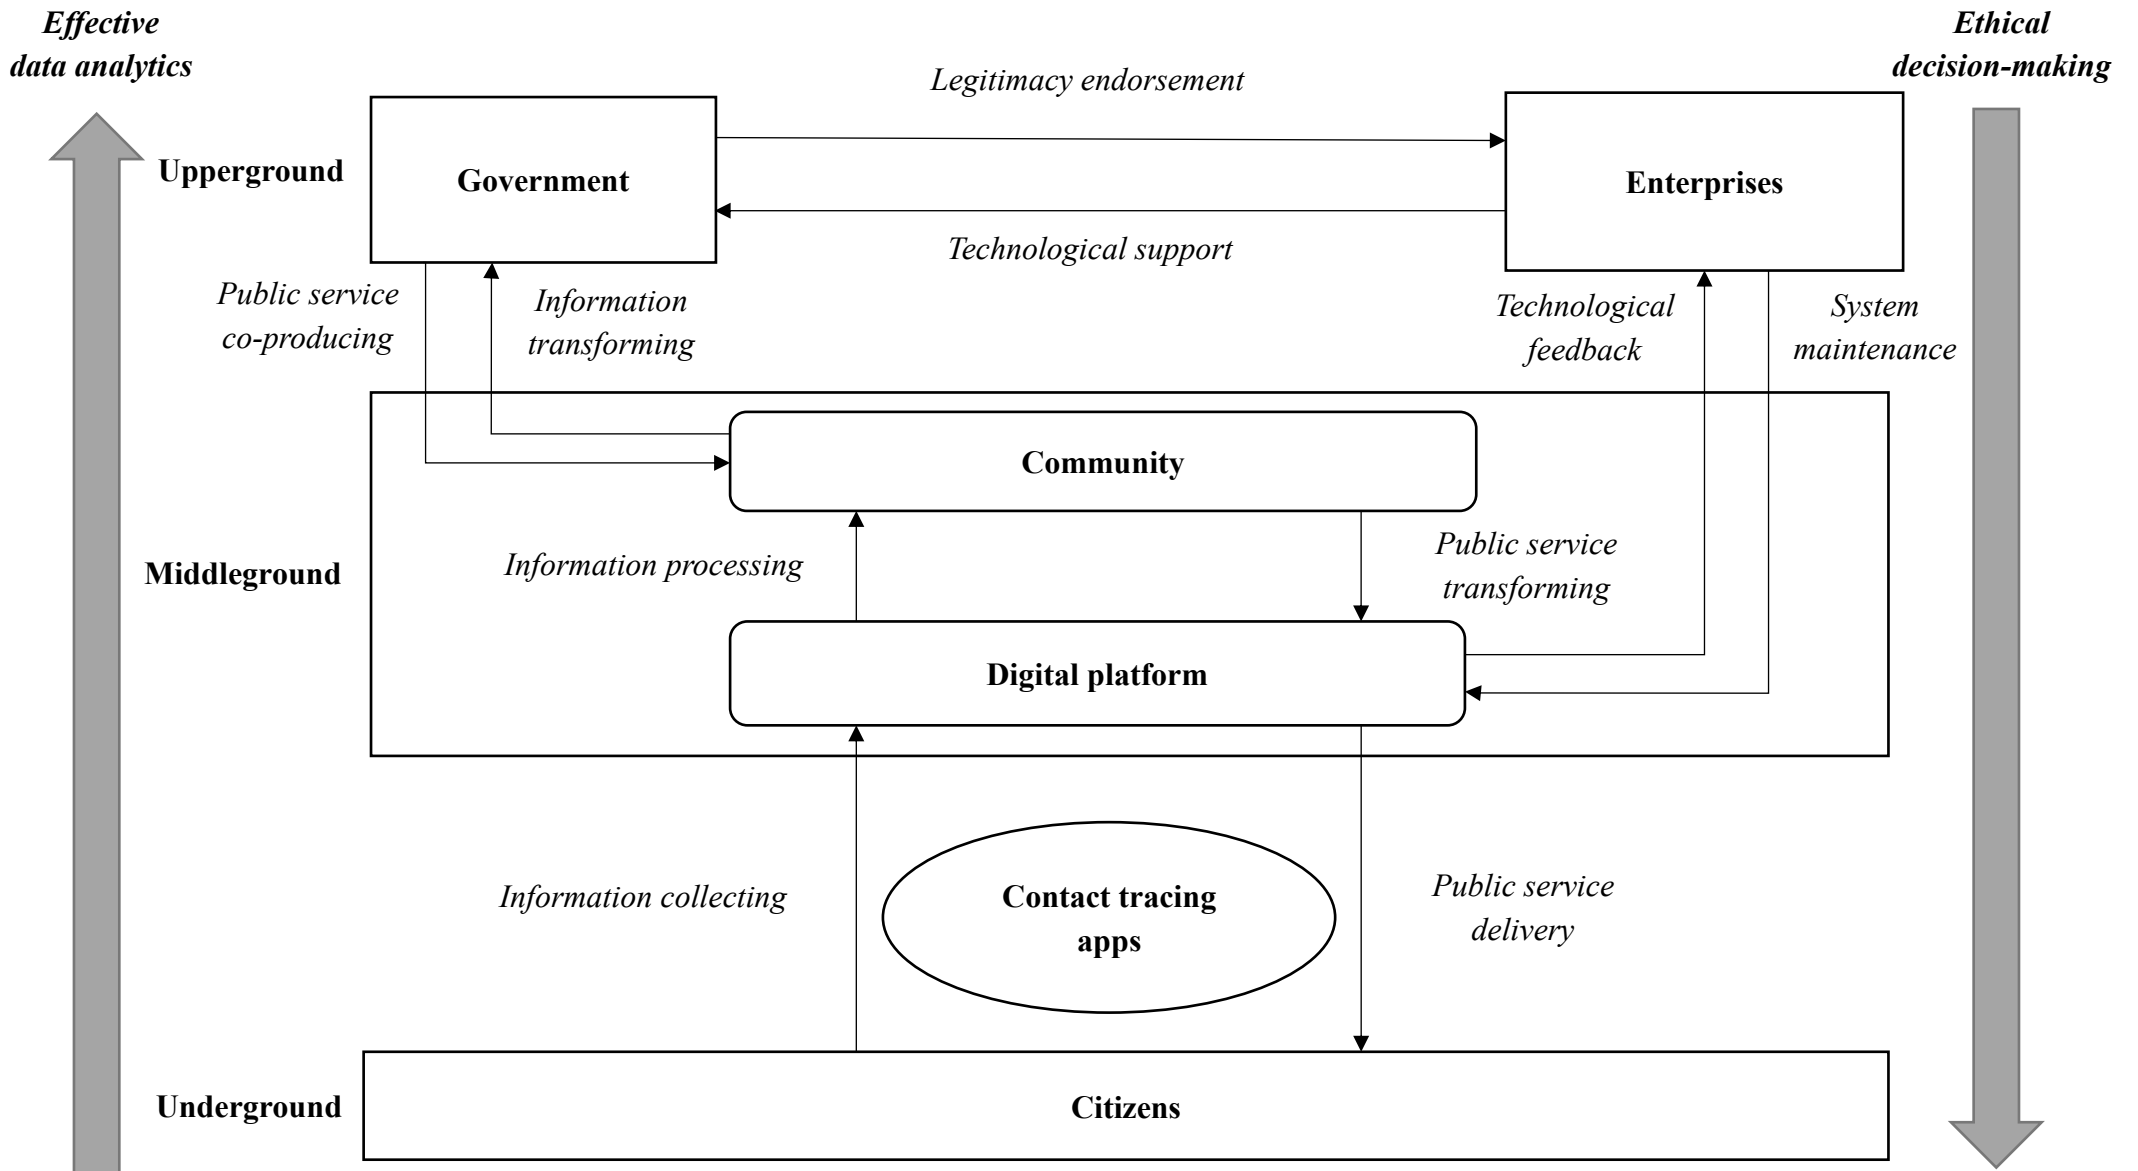 Effective
data analytics
Ethical
decision-making
Legitimacy endorsement
Upperground
Government
Enterprises
Technological support
Public service
co-producing
Information
transforming
Technological
feedback
System
maintenance
Community
Middleground
Information processing
Public service
transforming
Digital platform
Information collecting
Contact tracing
apps
Public service
delivery
Underground
Citizens